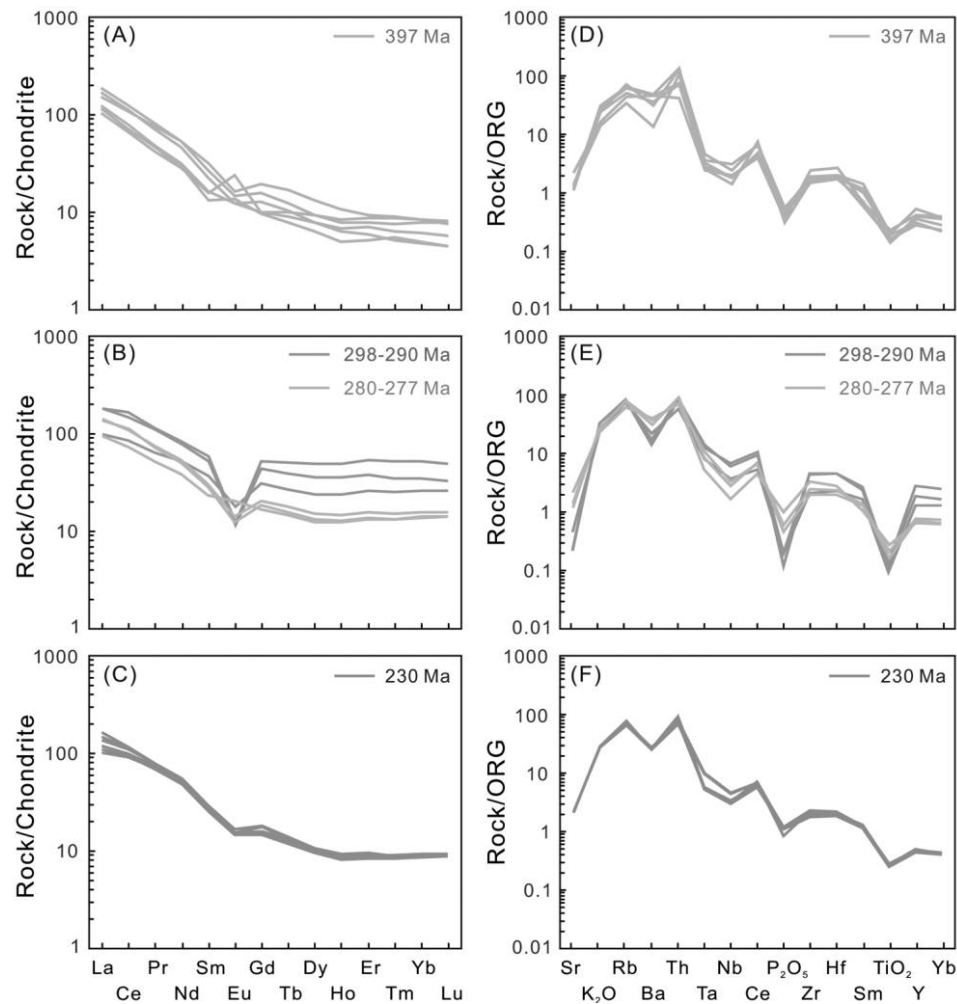 (A)
397 Ma
Rock/Chondrite
1000
100
10
1
(D)
397 Ma
Rock/ORG
1000
100
10
1
0.1
0.01
(B)
298-290 Ma
280-277 Ma
Rock/Chondrite
1000
100
10
1
(E)
298-290 Ma
280-277 Ma
Rock/ORG
1000
100
10
1
0.1
0.01
(C)
230 Ma
Rock/Chondrite
1000
100
10
1
La Pr Sm Gd Dy Er Yb
Ce Nd Eu Tb Ho Tm Lu
(F)
230 Ma
Rock/ORG
1000
100
10
1
0.1
0.01
Sr Rb Th Nb P₂O₅ Hf TiO₂ Yb
K₂O Ba Ta Ce Zr Sm Y